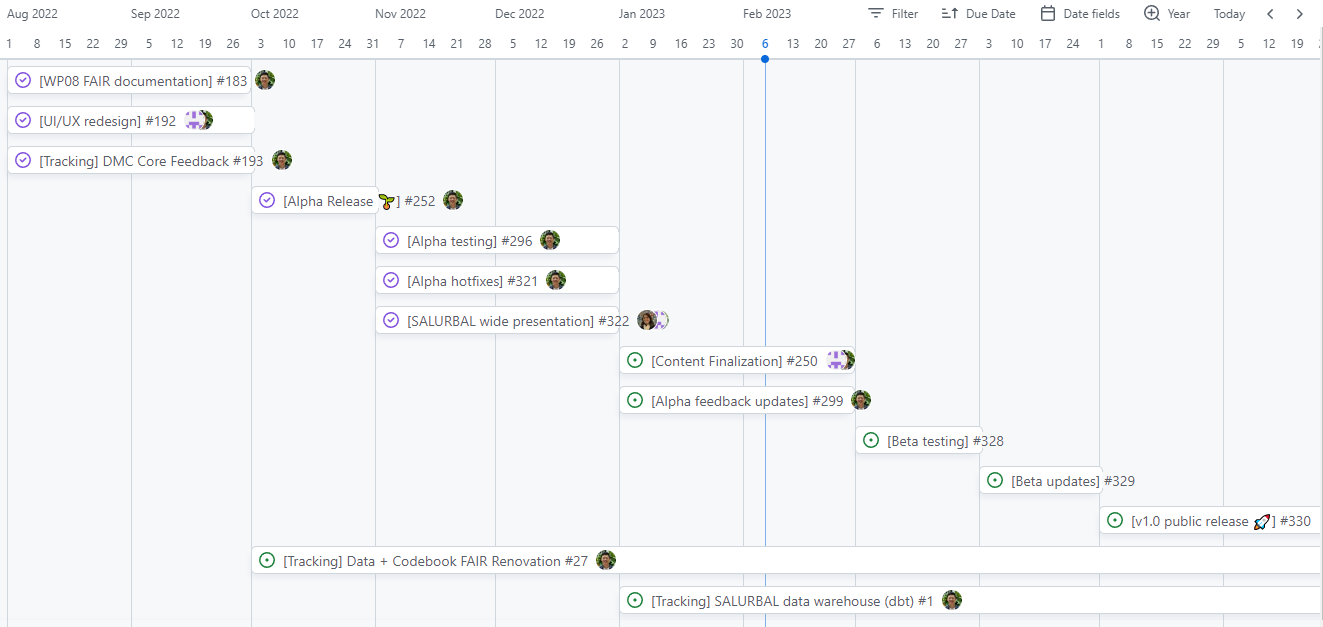 Aug 2022 Sep 2022 Oct 2022 Nov 2022 Dec 2022 Jan 2023 Feb 2023 Filter Due Date Date fields Year Today
1 8 15 22 29 5 12 19 26 3 10 17 24 31 7 14 21 28 5 12 19 26 2 9 16 23 30 6 13 20 27 6 13 20 27 3 10 17 24 1 8 15 22 29 5 12 19
[WP08 FAIR documentation] #183
[UI/UX redesign] #192
[Tracking] DMC Core Feedback #193
[Alpha Release 🌱] #252
[Alpha testing] #296
[Alpha hotfixes] #321
[SALURBAL wide presentation] #322
[Content Finalization] #250
[Alpha feedback updates] #299
[Beta testing] #328
[Beta updates] #329
[v1.0 public release 🚀] #330
[Tracking] Data + Codebook FAIR Renovation #27
[Tracking] SALURBAL data warehouse (dbt) #1